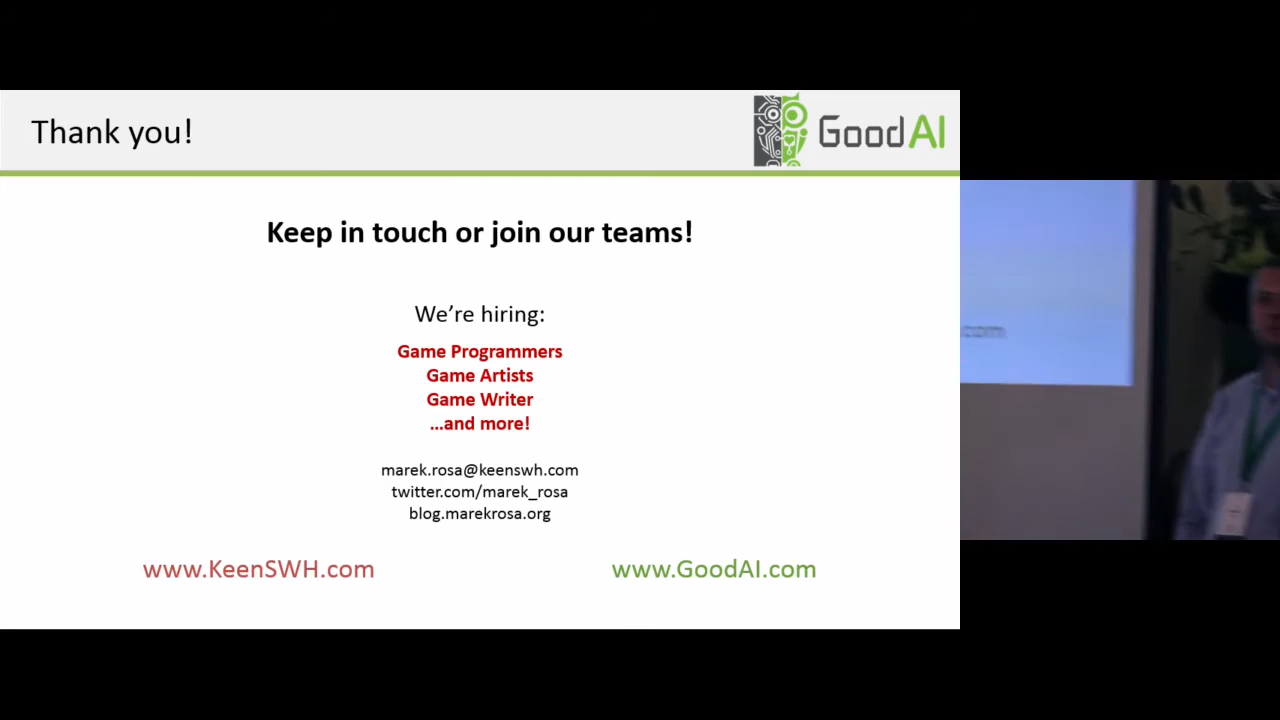 Thank you!
GoodAI
Keep in touch or join our teams!
We're hiring:
Game Programmers
Game Artists
Game Writer
...and more!
marek.rosa@keenswh.com
twitter.com/marek_rosa
blog.marekrosa.org
www.KeenSWH.com
www.GoodAI.com
.com